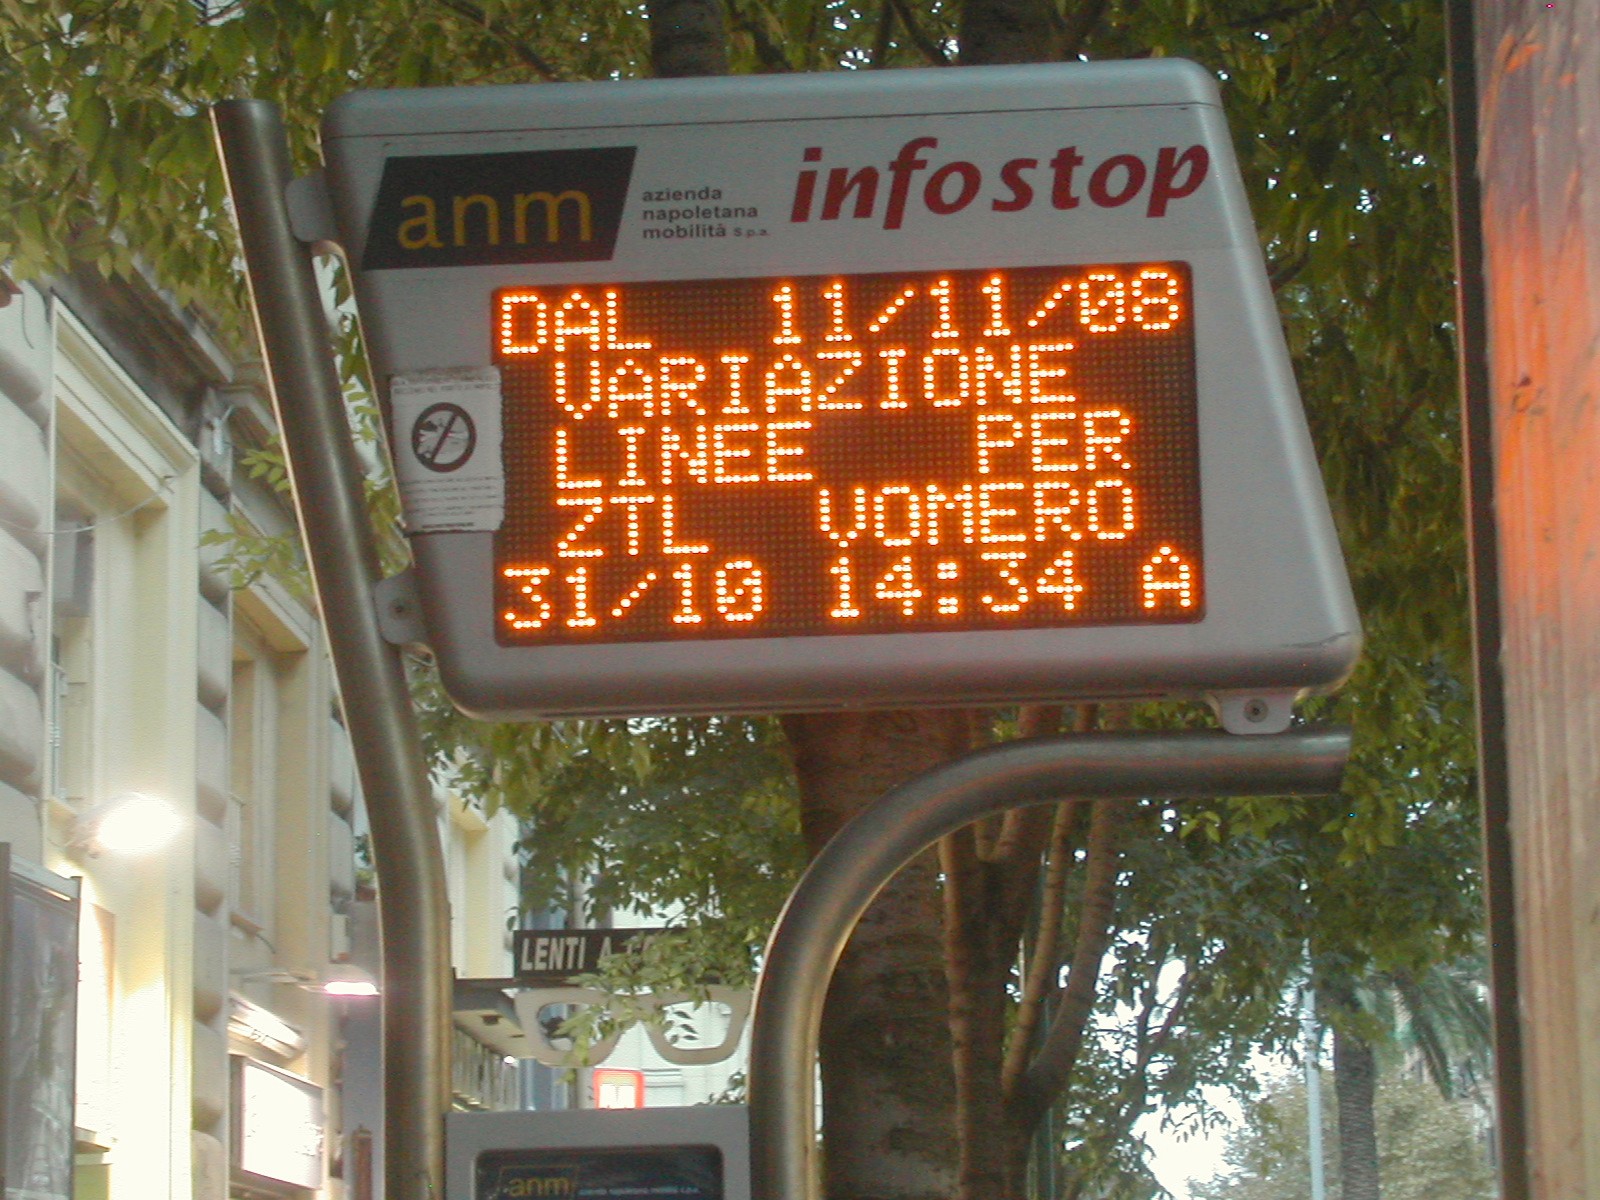 anm
azienda
napoletana
mobilità s.p.a.
infostop
DAL 11/11/08
VARIAZIONE
LINEE PER
ZTL VOMERO
31/10 14:34 A
LENTI A
anm